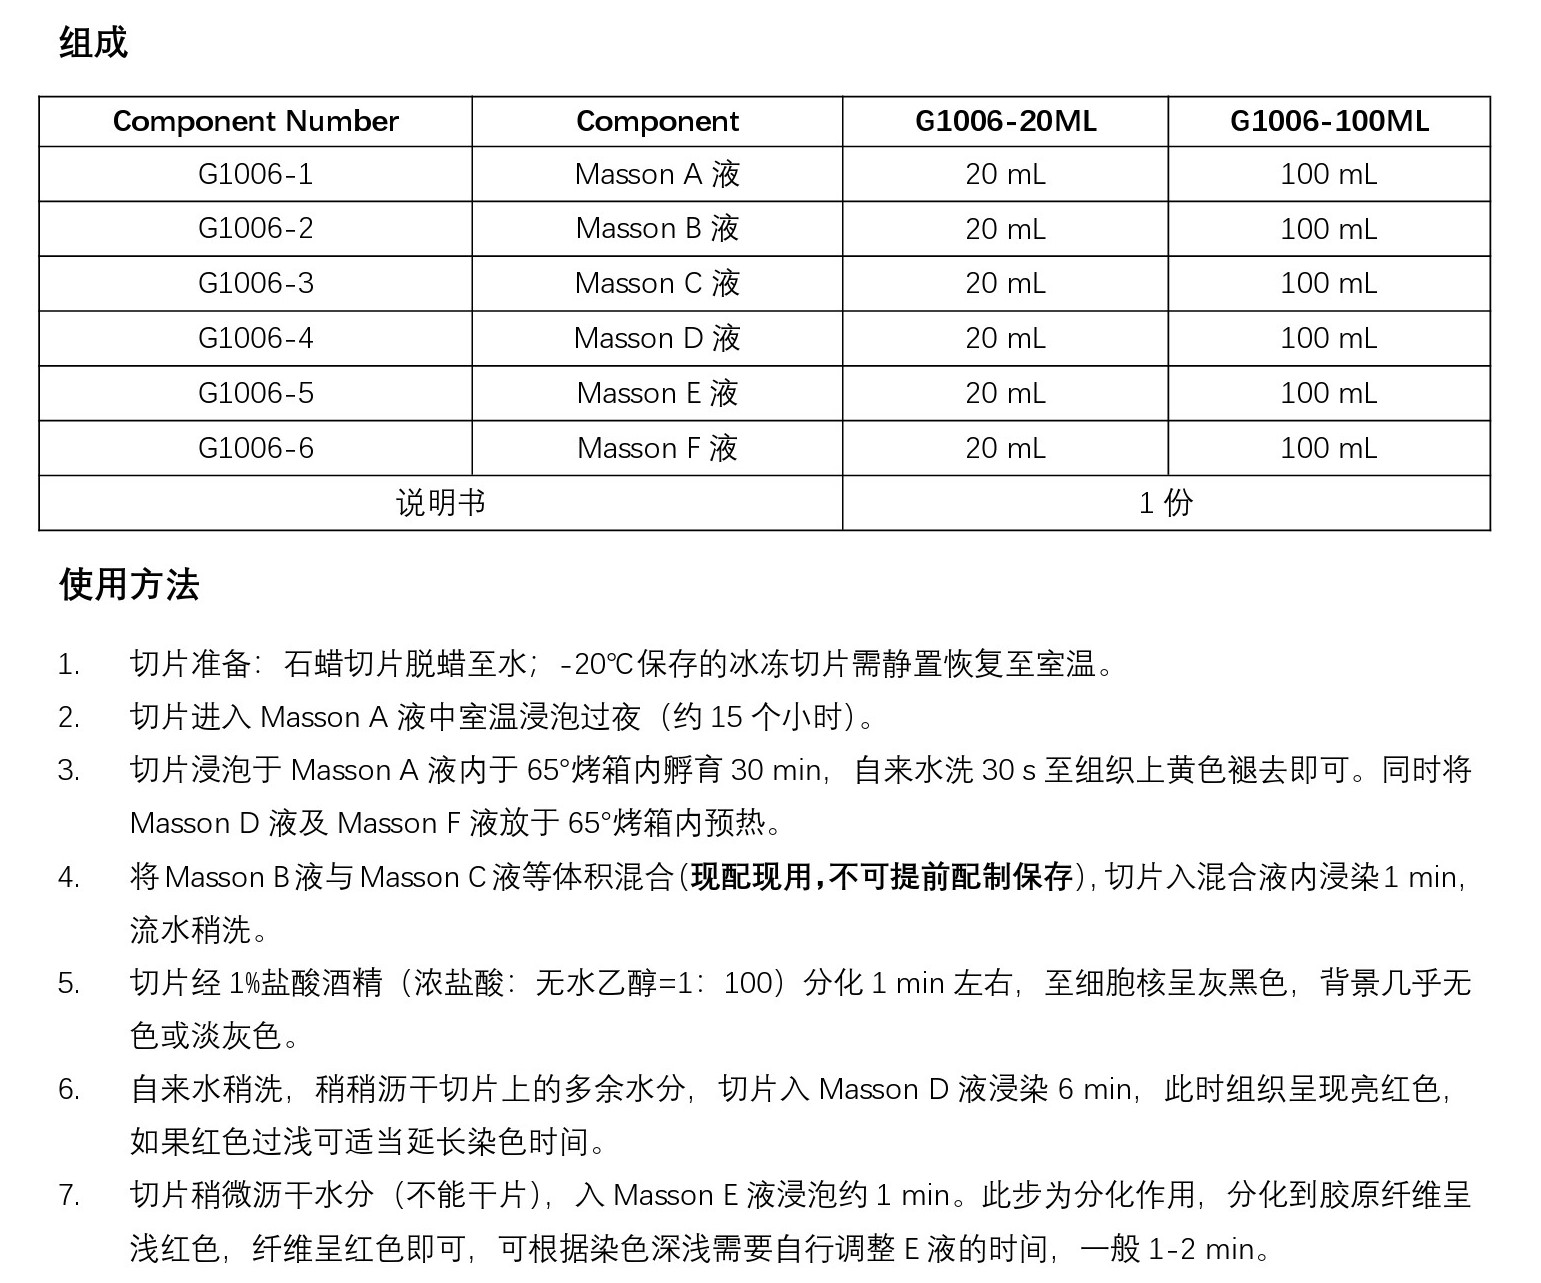 组成
Component Number Component G1006-20ML G1006-100ML
G1006-1 Masson A 液 20 mL 100 mL
G1006-2 Masson B 液 20 mL 100 mL
G1006-3 Masson C 液 20 mL 100 mL
G1006-4 Masson D 液 20 mL 100 mL
G1006-5 Masson E 液 20 mL 100 mL
G1006-6 Masson F 液 20 mL 100 mL
说明书 1 份
使用方法
1. 切片准备：石蜡切片脱蜡至水；-20℃保存的冰冻切片需静置恢复至室温。
2. 切片进入 Masson A 液中室温浸泡过夜（约 15 个小时）。
3. 切片浸泡于 Masson A 液内于 65°烤箱内孵育 30 min，自来水洗 30 s 至组织上黄色褪去即可。同时将
Masson D 液及 Masson F 液放于 65°烤箱内预热。
4. 将 Masson B 液与 Masson C 液等体积混合（现配现用，不可提前配制保存），切片入混合液内浸染 1 min，
流水稍洗。
5. 切片经 1%盐酸酒精（浓盐酸：无水乙醇=1：100）分化 1 min 左右，至细胞核呈灰黑色，背景几乎无
色或淡灰色。
6. 自来水稍洗，稍稍沥干切片上的多余水分，切片入 Masson D 液浸染 6 min，此时组织呈现亮红色，
如果红色过浅可适当延长染色时间。
7. 切片稍微沥干水分（不能干片），入 Masson E 液浸泡约 1 min。此步为分化作用，分化到胶原纤维呈
浅红色，纤维呈红色即可，可根据染色深浅需要自行调整 E 液的时间，一般 1-2 min。